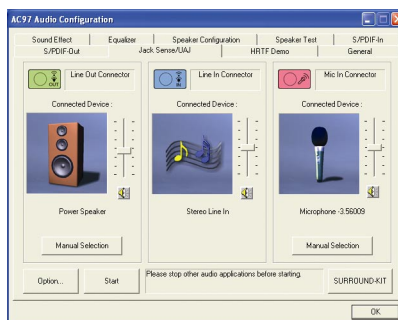 AC97 Audio Configuration
Sound Effect Equalizer Speaker Configuration Speaker Test S/PDIF-In
S/PDIF-Out Jack Sense/UAJ HRTF Demo General
Line Out Connector Line In Connector Mic In Connector
OUT IN
Connected Device : Connected Device : Connected Device :
Power Speaker Stereo Line In Microphone -3.56009
Manual Selection Manual Selection
Option... Start Please stop other audio applications before starting. SURROUND-KIT
OK